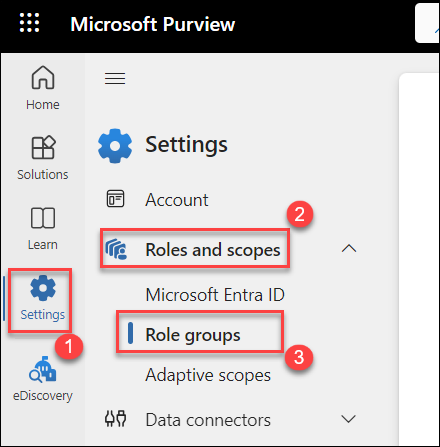 Microsoft Purview
Home
Solutions
Learn
Settings
1
eDiscovery
Settings
Account
2
Roles and scopes
Microsoft Entra ID
Role groups
3
Adaptive scopes
Data connectors